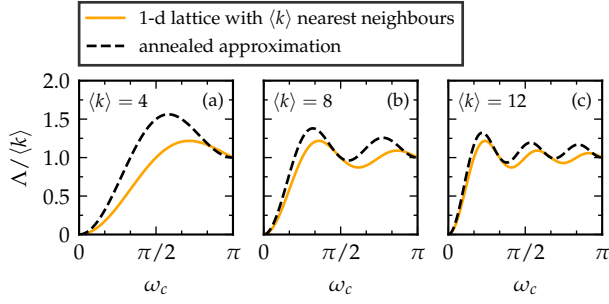 1-d lattice with ⟨k⟩ nearest neighbours
annealed approximation
⟨k⟩ = 4 (a)
⟨k⟩ = 8 (b)
⟨k⟩ = 12 (c)
Λ/⟨k⟩
2.0
1.5
1.0
0.5
0
0 π/2 π
0 π/2 π
0 π/2 π
ω_c
ω_c
ω_c